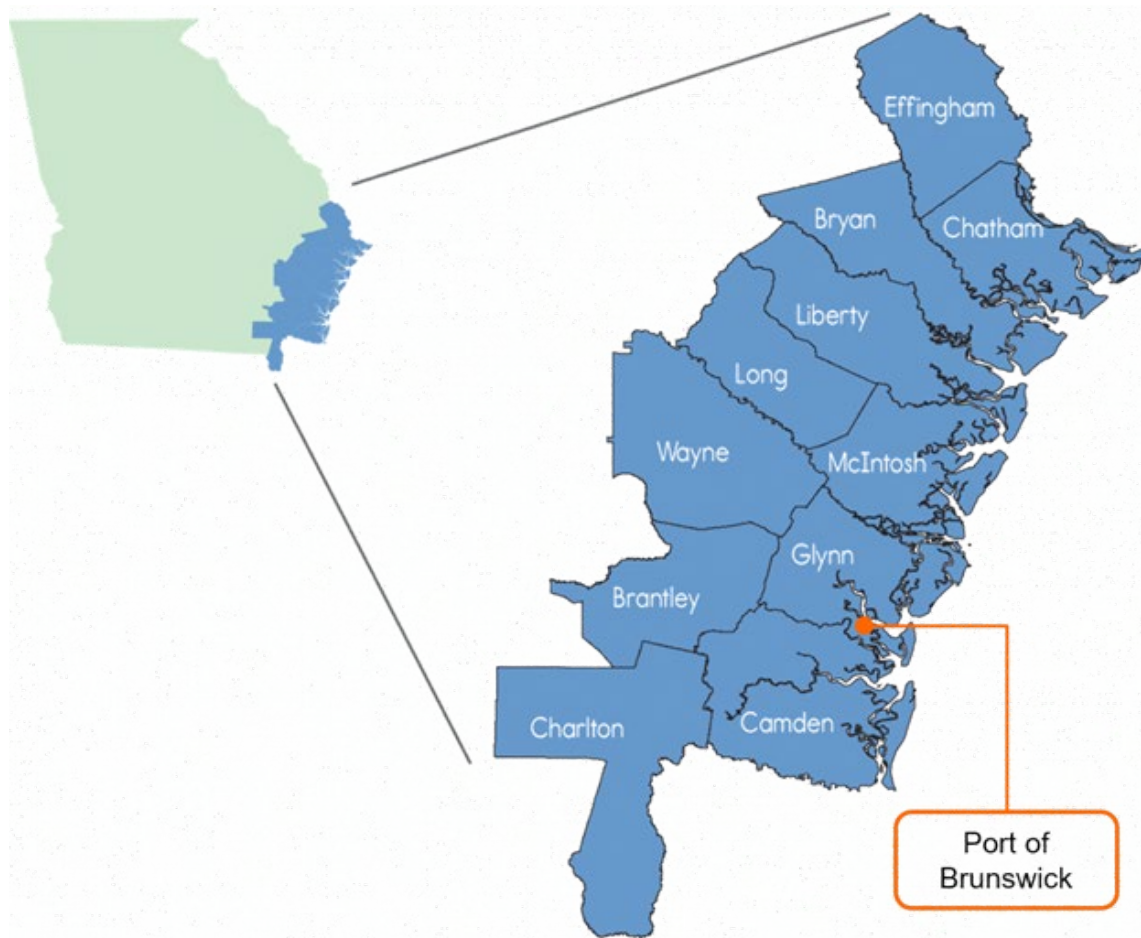 Effingham
Bryan
Chatham
Liberty
Long
Wayne
McIntosh
Glynn
Brantley
Charlton
Camden
Port of
Brunswick